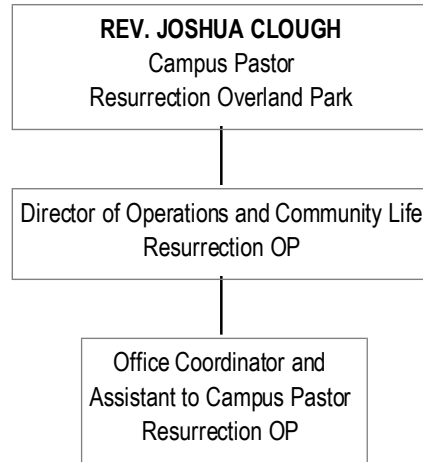 REV. JOSHUA CLOUGH
Campus Pastor
Resurrection Overland Park
Director of Operations and Community Life
Resurrection OP
Office Coordinator and
Assistant to Campus Pastor
Resurrection OP